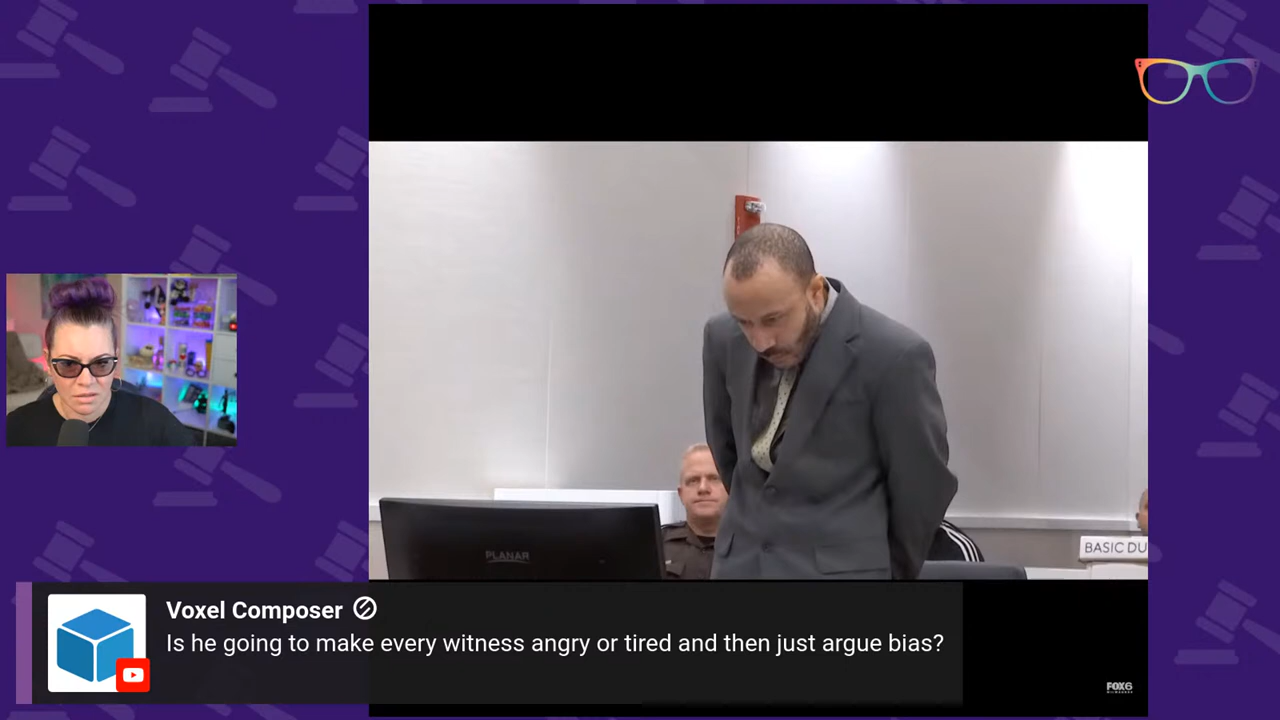 PLANAR
BASIC DU
Voxel Composer
Is he going to make every witness angry or tired and then just argue bias?
FOX6
MILWAUKEE